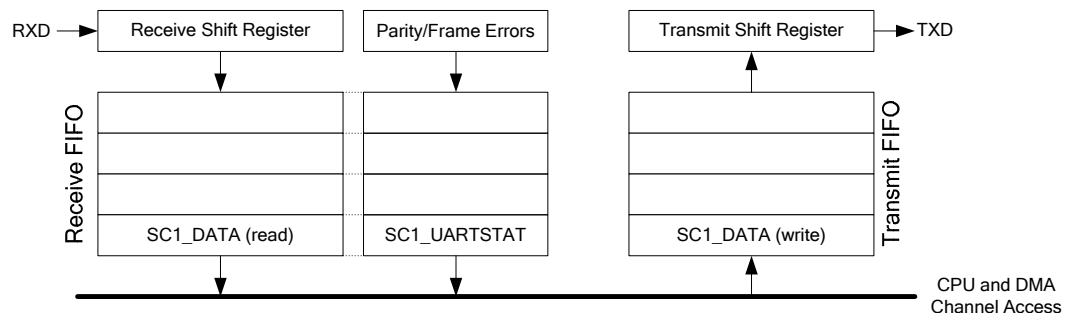 RXD
Receive Shift Register
Parity/Frame Errors
Transmit Shift Register
TXD
Receive FIFO
Transmit FIFO
SC1_DATA (read)
SC1_UARTSTAT
SC1_DATA (write)
CPU and DMA
Channel Access